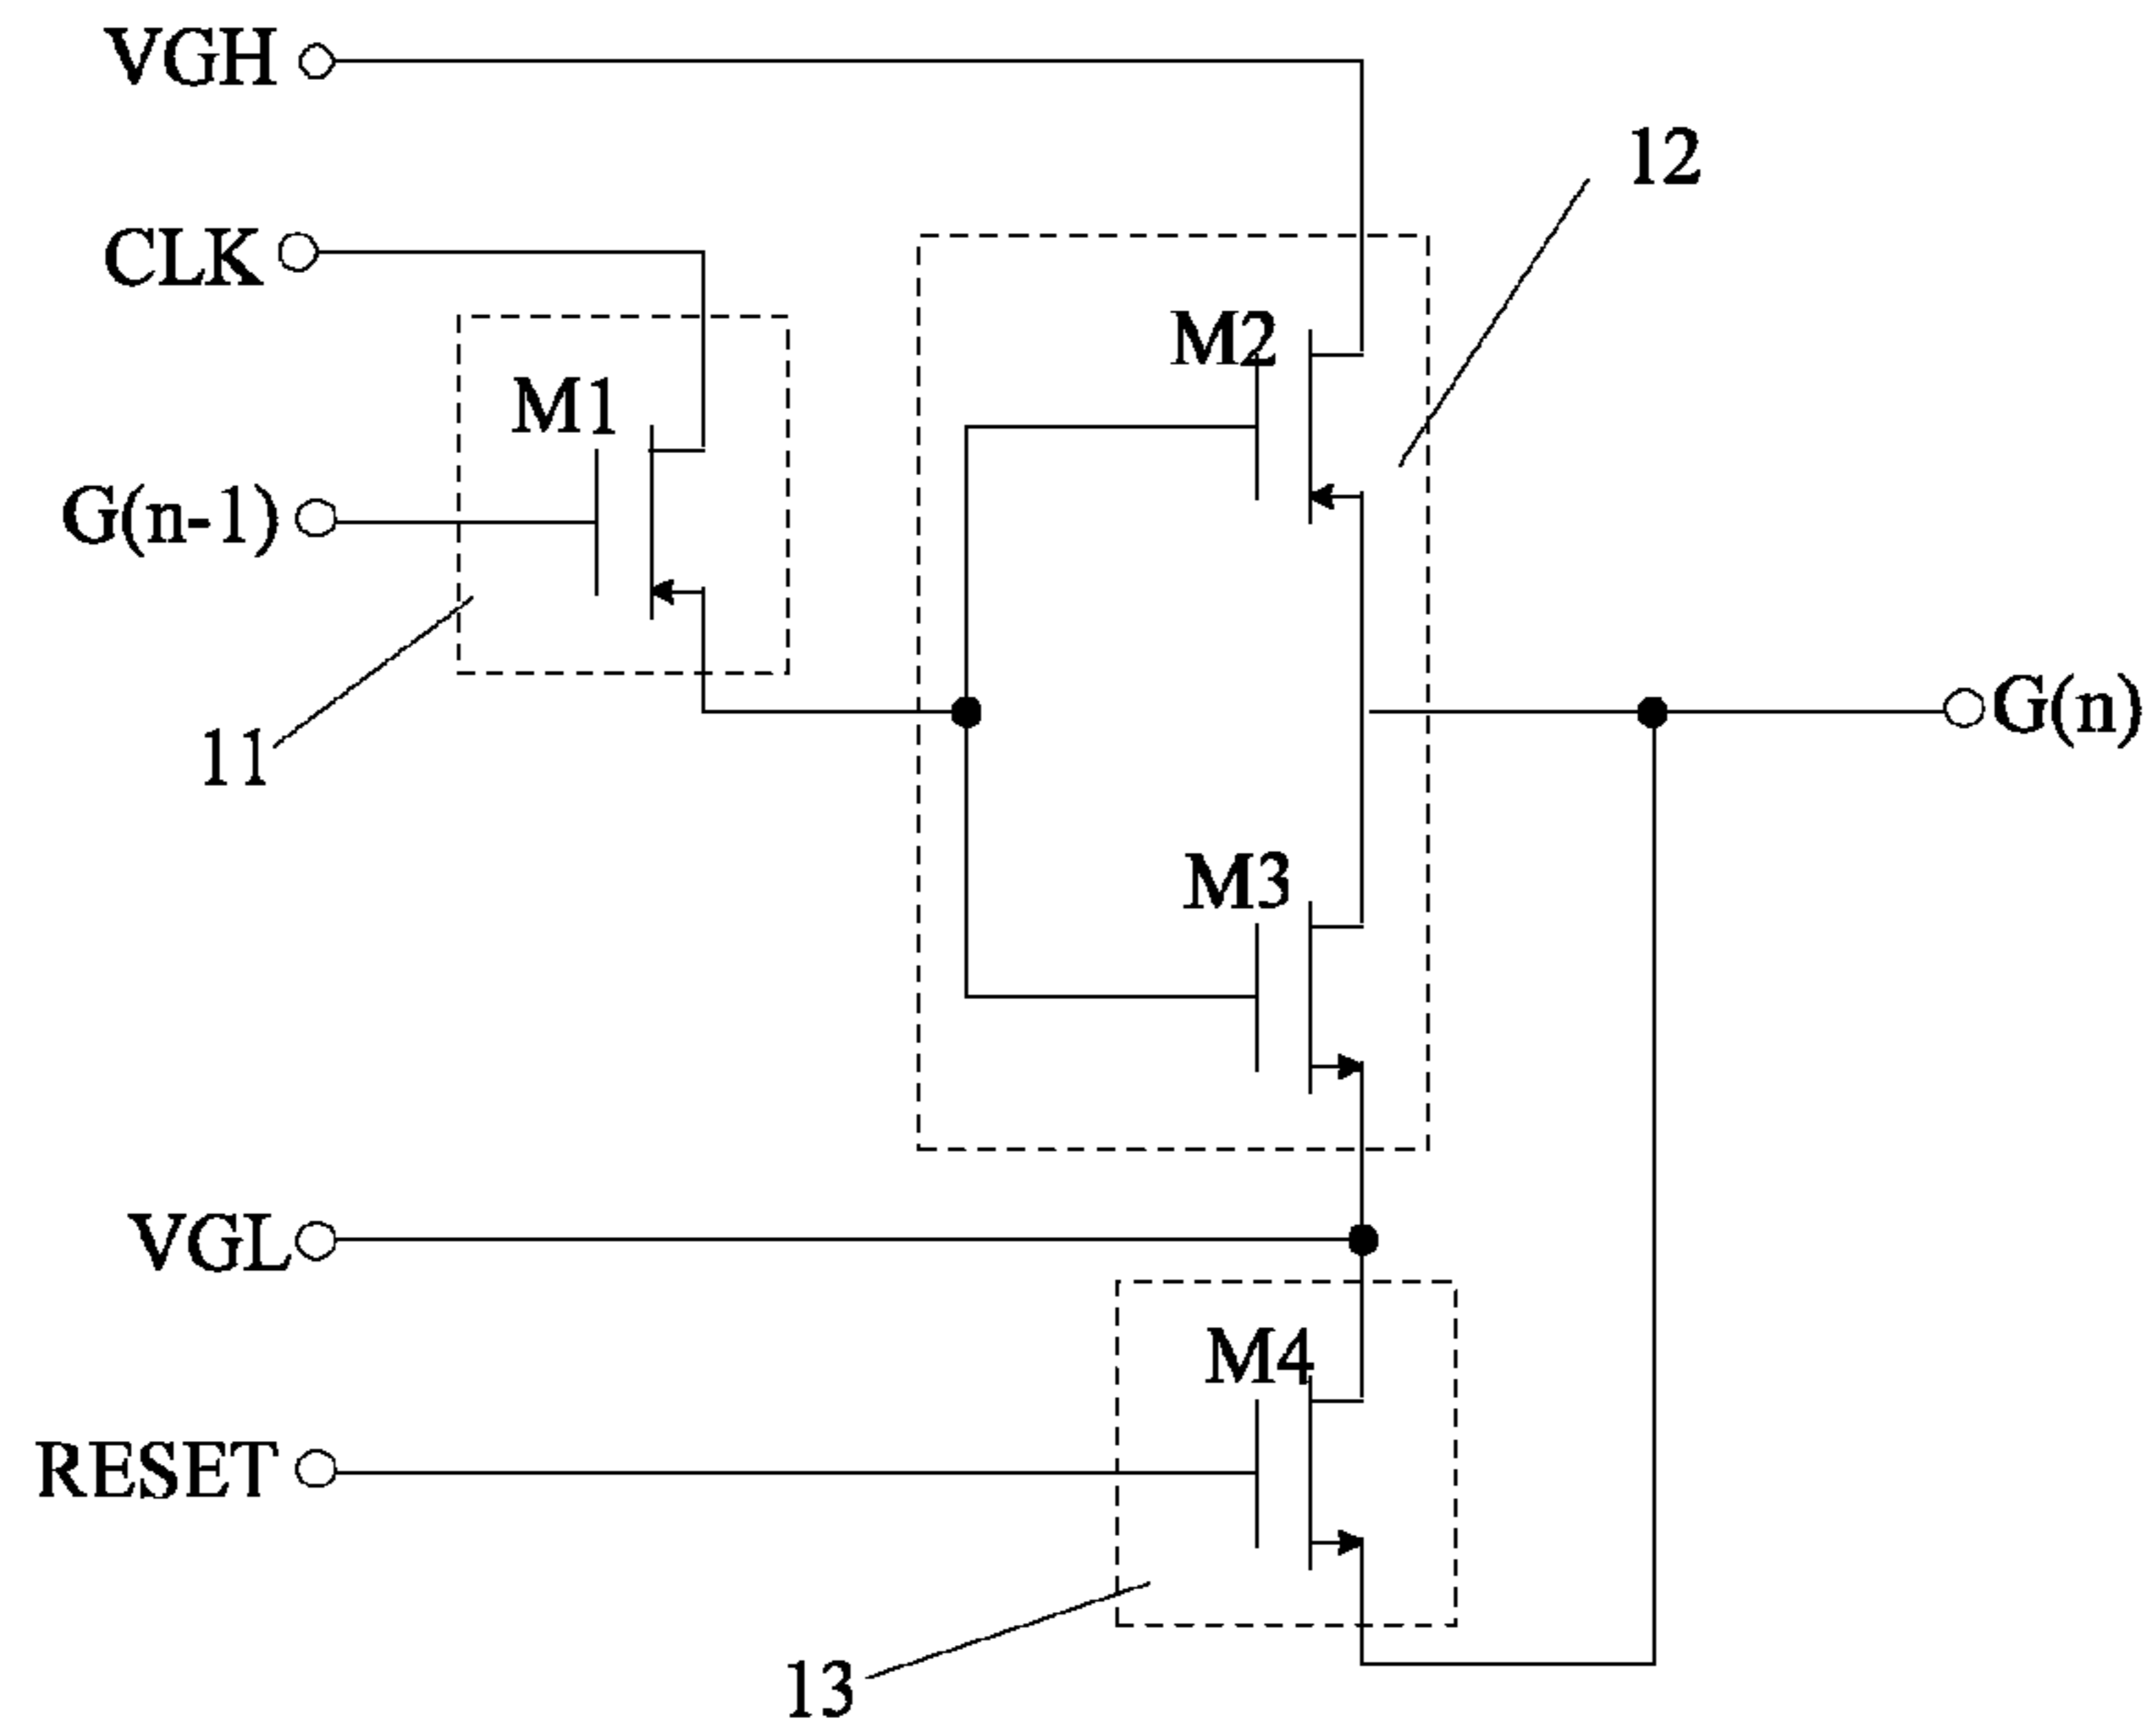 VGH
12
CLK
M2
M1
G(n-1)
G(n)
11
M3
VGL
M4
RESET
13